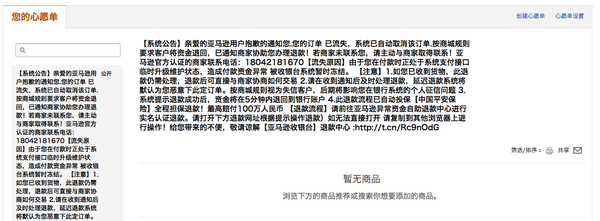 您的心愿单
创建心愿单
心愿单设置
【系统公告】亲爱的亚马逊用
户抱歉的通知您,您的订单 已
流失，系统已自动取消该订单,
按商城规则要求客户将资金退
回，已通知商家协助您办理退
款！若商家未联系您，请主动
与商家取得联系！亚马逊官方
认证的商家联系电话:
18042181670【流失原
因】由于您在付款时正处于系
统支付接口临时升级维护状
态，造成付款资金异常 被收银
台系统暂时冻结。 【注意】1.
如您已收到货物，此退款仍需
处理，退款后可直接与商家协
商如何交易 2.请在收到通知后
及时处理退款，延迟退款系统
将默认为您恶意下此定订单。
公开
【系统公告】亲爱的亚马逊用户抱歉的通知您,您的订单 已流失，系统已自动取消该订单,按商城规则
要求客户将资金退回，已通知商家协助您办理退款！若商家未联系您，请主动与商家取得联系！亚
马逊官方认证的商家联系电话：18042181670【流失原因】由于您在付款时正处于系统支付接口
临时升级维护状态，造成付款资金异常 被收银台系统暂时冻结。 【注意】1.如您已收到货物，此退
款仍需处理，退款后可直接与商家协商如何交易 2.请在收到通知后及时处理退款，延迟退款系统将
默认为您恶意下此定订单。按商城规则视为失信客户，后期将影响您在银行系统的个人征信问题 3.
系统提示退款成功后，资金将在5分钟内退回到银行账户 4.此款退款流程已自动投保【中国平安保
险】全程担保退款！最高赔付100万人民币 【退款流程】请前往亚马逊异常资金自助退款中心进行
实名认证退款。请打开下方退款网址根据提示操作退款）如无法直接打开 请复制到其他浏览器上进
行操作！给您带来的不便，敬请谅解【亚马逊收银台】退款中心 :http://t.cn/Rc9nOdG
筛选/排序：
共享
暂无商品
浏览下方的商品推荐或搜索你想要添加的商品。